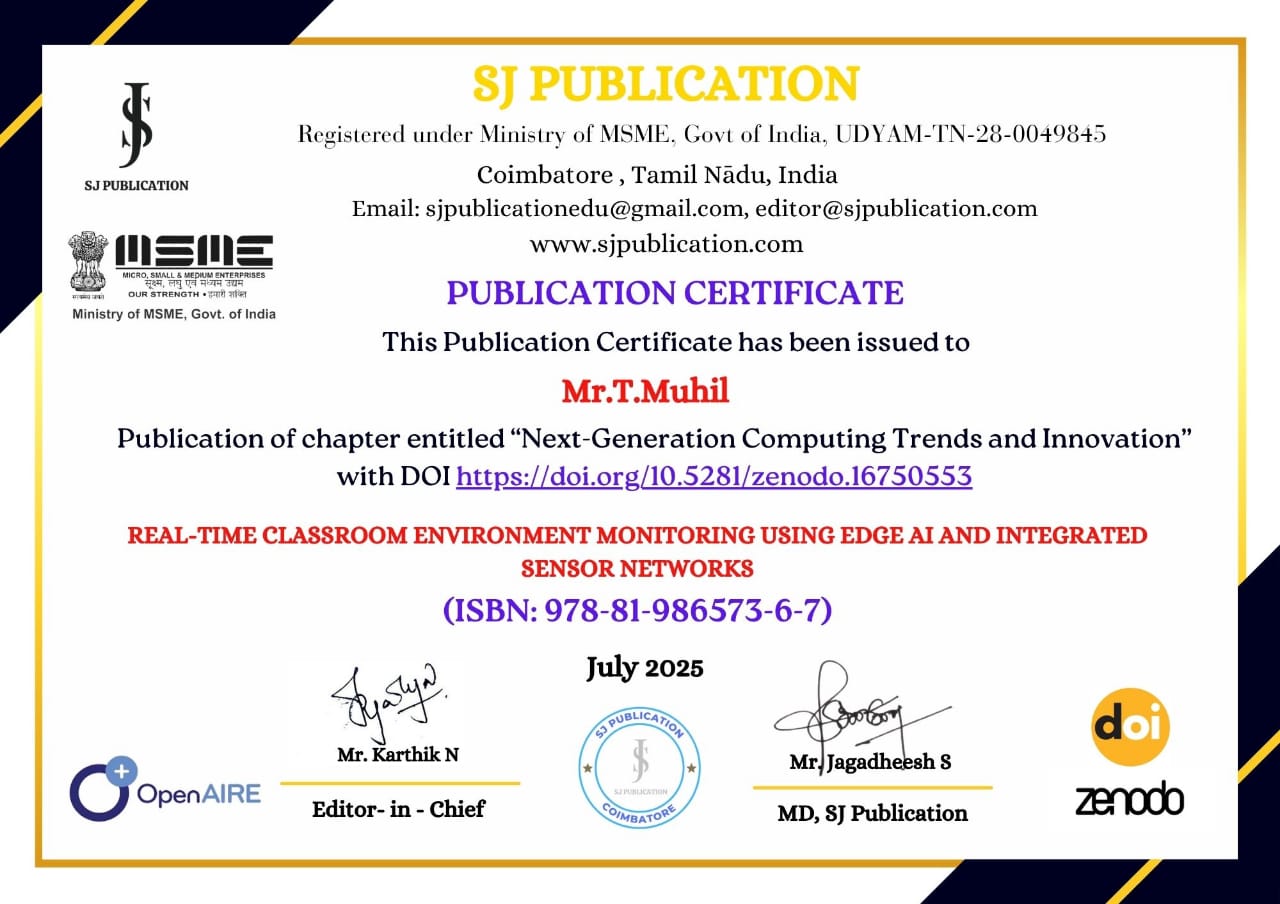 SJ PUBLICATION
Registered under Ministry of MSME, Govt of India, UDYAM-TN-28-0049845
Coimbatore , Tamil Nādu, India
Email: sjpublicationedu@gmail.com, editor@sjpublication.com
www.sjpublication.com
SJ
SJ PUBLICATION
MSME
MICRO, SMALL & MEDIUM ENTERPRISES
सूक्ष्म, लघु एवं मध्यम उद्यम
OUR STRENGTH • हमारी शक्ति
सत्यमेव जयते
Ministry of MSME, Govt. of India
PUBLICATION CERTIFICATE
This Publication Certificate has been issued to
Mr.T.Muhil
Publication of chapter entitled “Next-Generation Computing Trends and Innovation”
with DOI https://doi.org/10.5281/zenodo.16750553
REAL-TIME CLASSROOM ENVIRONMENT MONITORING USING EDGE AI AND INTEGRATED
SENSOR NETWORKS
(ISBN: 978-81-986573-6-7)
July 2025
Mr. Karthik N
Editor- in - Chief
SJ PUBLICATION
SJ
SJ PUBLICATION
COIMBATORE
Mr. Jagadheesh S
MD, SJ Publication
OpenAIRE
doi
zenodo